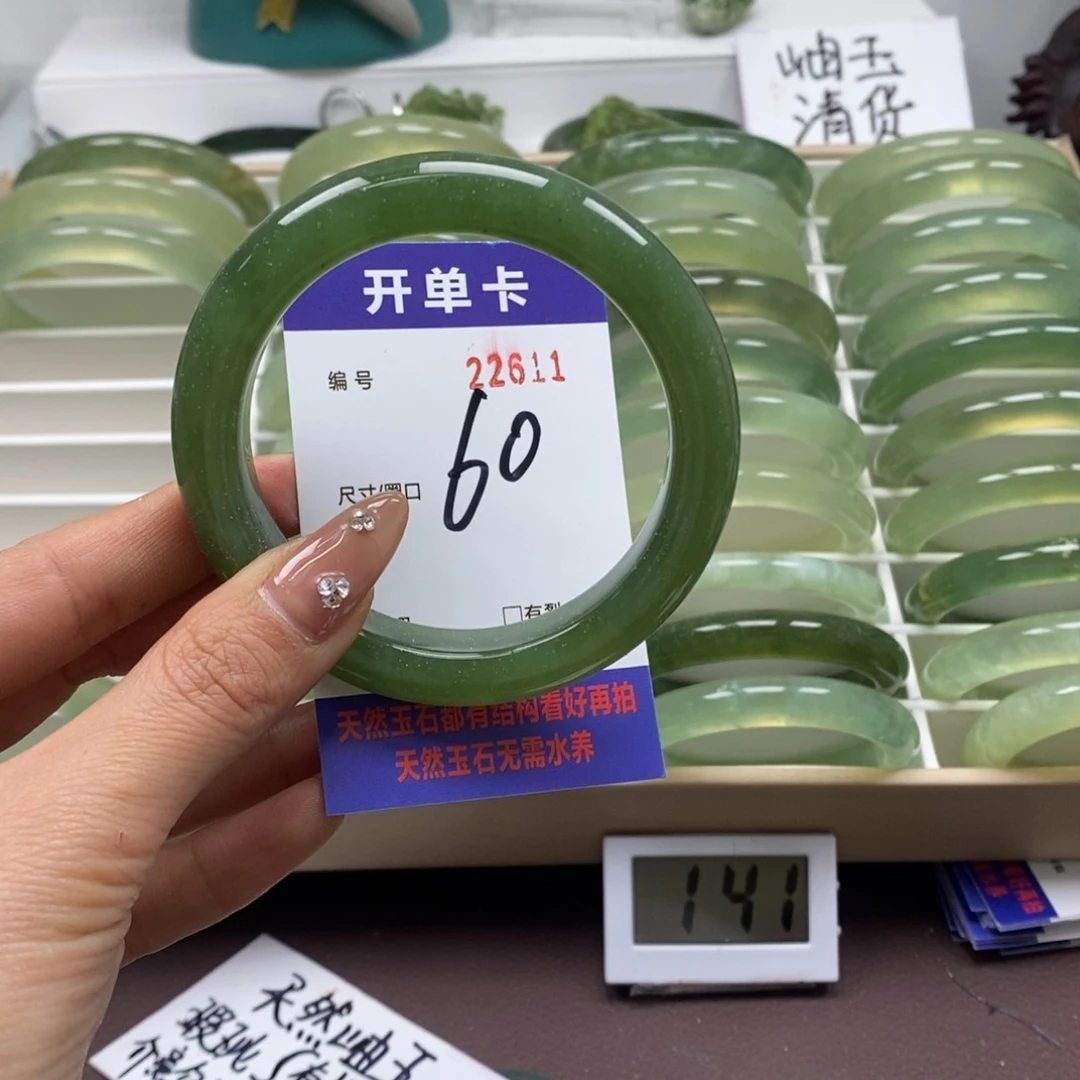 岫玉
清货
开单卡
编号 22611
尺寸/圈口 60
□有裂
天然玉石都有结构看好再拍
天然玉石无需水养
141
天然岫玉